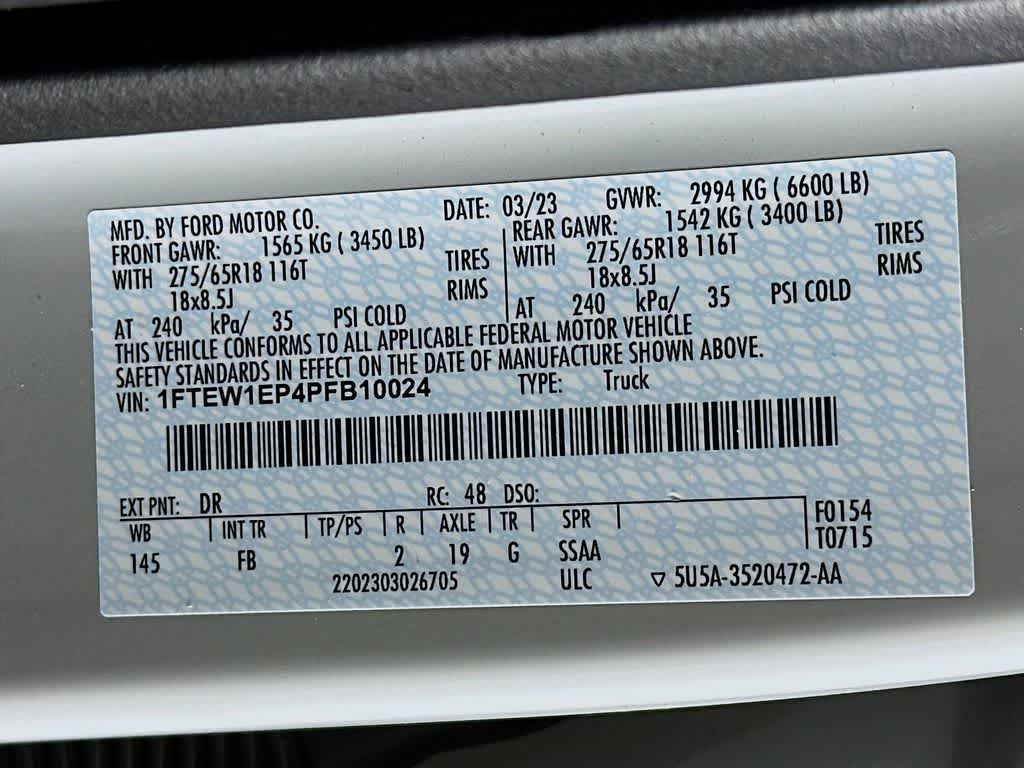 MFD. BY FORD MOTOR CO. DATE: 03/23 GVWR: 2994 KG ( 6600 LB)
FRONT GAWR: 1565 KG ( 3450 LB) REAR GAWR: 1542 KG ( 3400 LB)
WITH 275/65R18 116T TIRES WITH 275/65R18 116T TIRES
18x8.5J RIMS 18x8.5J RIMS
AT 240 kPa/ 35 PSI COLD AT 240 kPa/ 35 PSI COLD
THIS VEHICLE CONFORMS TO ALL APPLICABLE FEDERAL MOTOR VEHICLE
SAFETY STANDARDS IN EFFECT ON THE DATE OF MANUFACTURE SHOWN ABOVE.
VIN: 1FTEW1EP4PFB10024 TYPE: Truck
EXT PNT: DR RC: 48 DSO:
WB INT TR TP/PS R AXLE TR SPR F0154
145 FB 2 19 G SSAA T0715
2202303026705 ULC ▽ 5U5A-3520472-AA